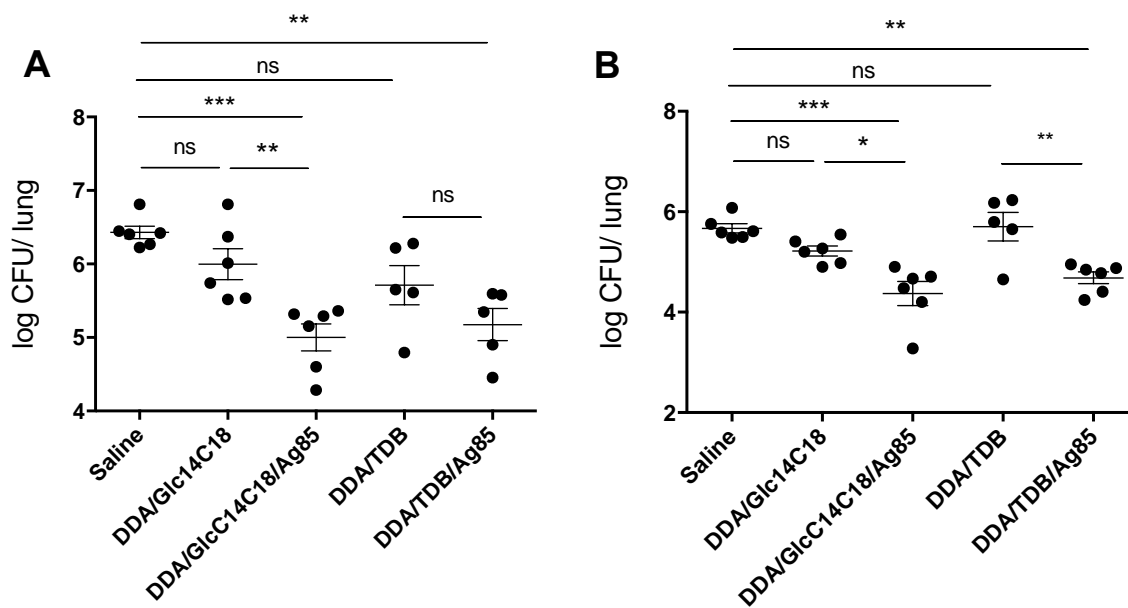 A
**
ns
***
ns
**
ns
log CFU/ lung
8
7
6
5
4
Saline
DDA/Glc14C18
DDA/GlcC14C18/Ag85
DDA/TDB
DDA/TDB/Ag85
B
**
ns
***
ns
*
**
log CFU/ lung
8
6
4
2
Saline
DDA/Glc14C18
DDA/GlcC14C18/Ag85
DDA/TDB
DDA/TDB/Ag85